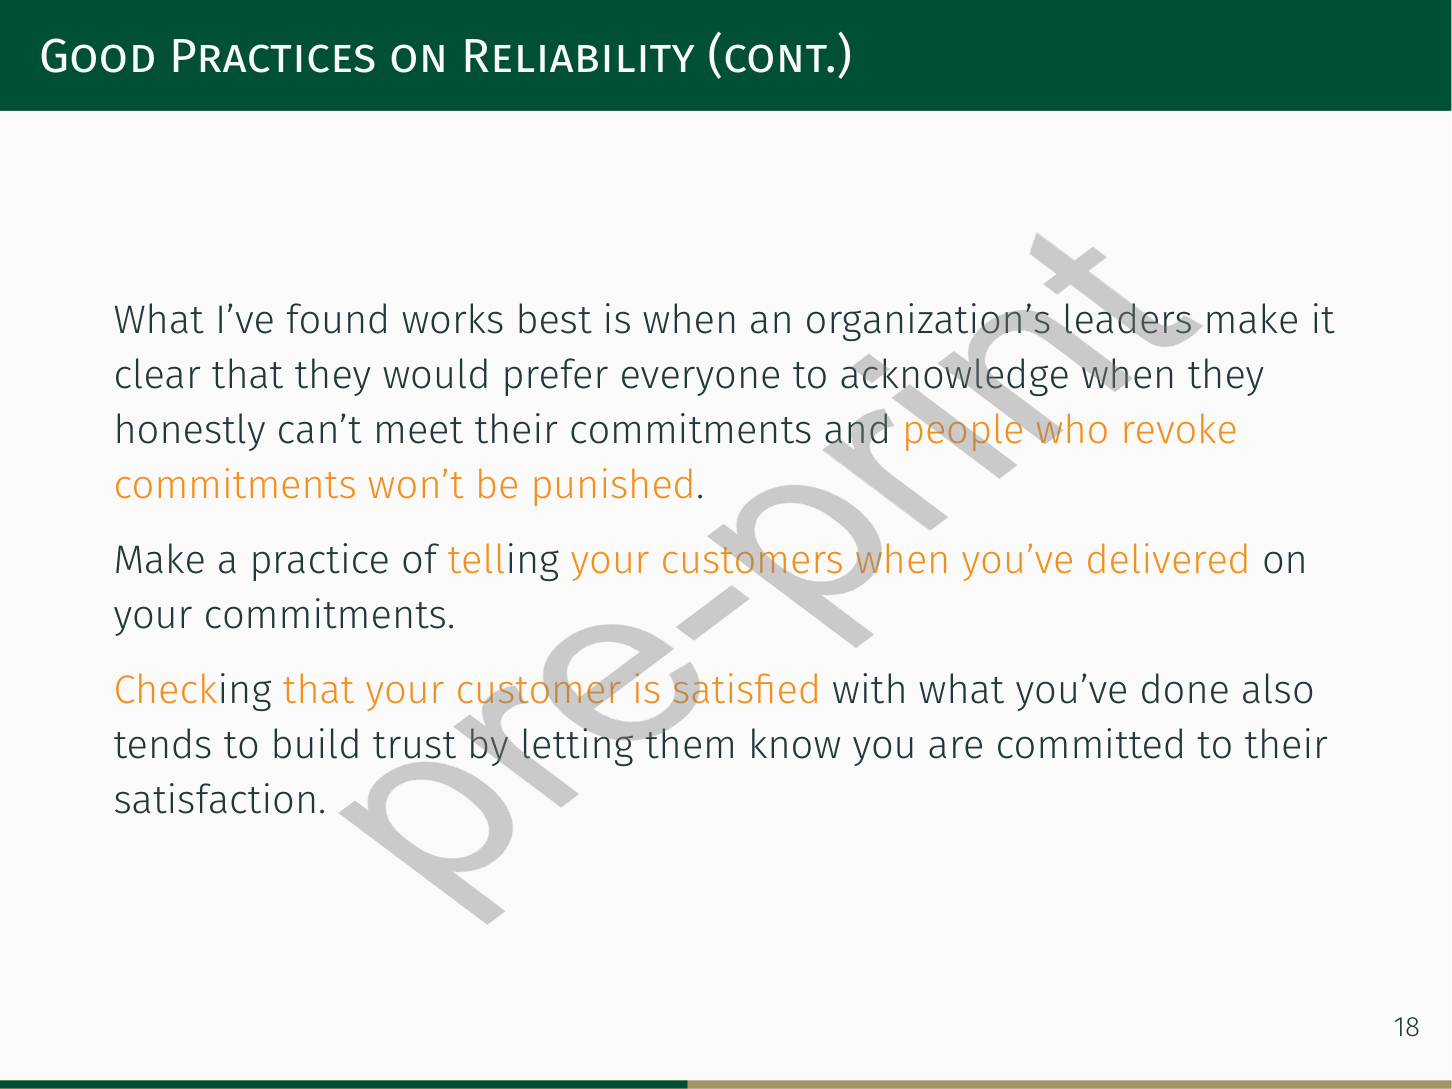 Good Practices on Reliability (cont.)
What I’ve found works best is when an organization’s leaders make it
clear that they would prefer everyone to acknowledge when they
honestly can’t meet their commitments and people who revoke
commitments won’t be punished.
Make a practice of telling your customers when you’ve delivered on
your commitments.
Checking that your customer is satisfied with what you’ve done also
tends to build trust by letting them know you are committed to their
satisfaction.
pre-print
18